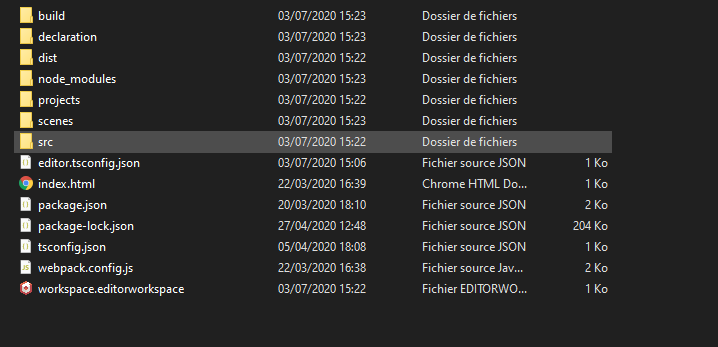 build 03/07/2020 15:23 Dossier de fichiers
declaration 03/07/2020 15:23 Dossier de fichiers
dist 03/07/2020 15:22 Dossier de fichiers
node_modules 03/07/2020 15:23 Dossier de fichiers
projects 03/07/2020 15:22 Dossier de fichiers
scenes 03/07/2020 15:23 Dossier de fichiers
src 03/07/2020 15:22 Dossier de fichiers
editor.tsconfig.json 03/07/2020 15:06 Fichier source JSON 1 Ko
index.html 22/03/2020 16:39 Chrome HTML Do... 1 Ko
package.json 20/03/2020 18:10 Fichier source JSON 2 Ko
package-lock.json 27/04/2020 12:48 Fichier source JSON 204 Ko
tsconfig.json 05/04/2020 18:08 Fichier source JSON 1 Ko
webpack.config.js 22/03/2020 16:38 Fichier source Jav... 2 Ko
workspace.editorworkspace 03/07/2020 15:22 Fichier EDITORWO... 1 Ko